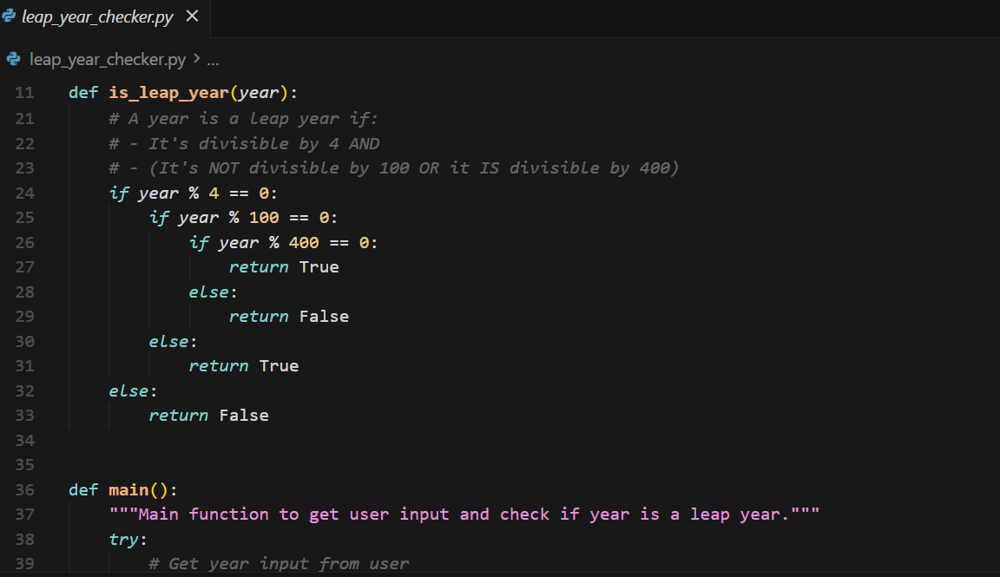 leap_year_checker.py ×
leap_year_checker.py > ...
11 def is_leap_year(year):
21     # A year is a leap year if:
22     # - It's divisible by 4 AND
23     # - (It's NOT divisible by 100 OR it IS divisible by 400)
24     if year % 4 == 0:
25         if year % 100 == 0:
26             if year % 400 == 0:
27                 return True
28             else:
29                 return False
30         else:
31             return True
32     else:
33         return False
34
35
36 def main():
37     """Main function to get user input and check if year is a leap year."""
38     try:
39         # Get year input from user